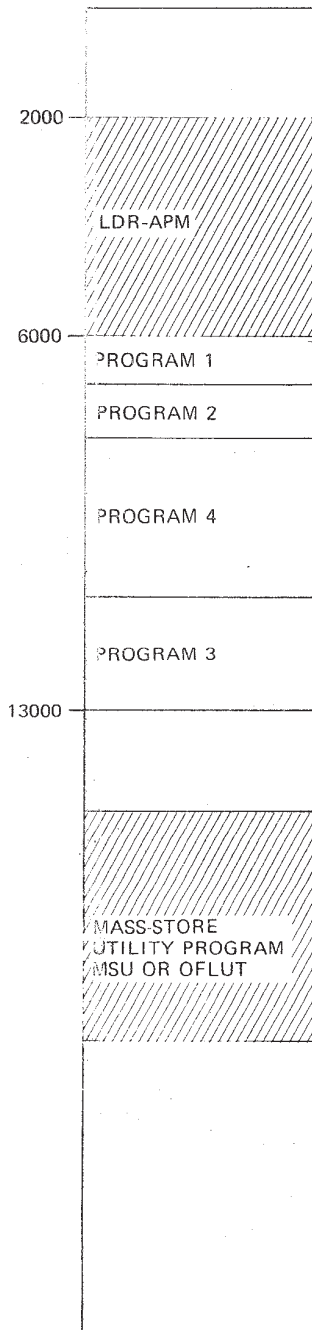 2000
LDR-APM
6000
PROGRAM 1
PROGRAM 2
PROGRAM 4
PROGRAM 3
13000
MASS-STORE
UTILITY PROGRAM
MSU OR OFLUT